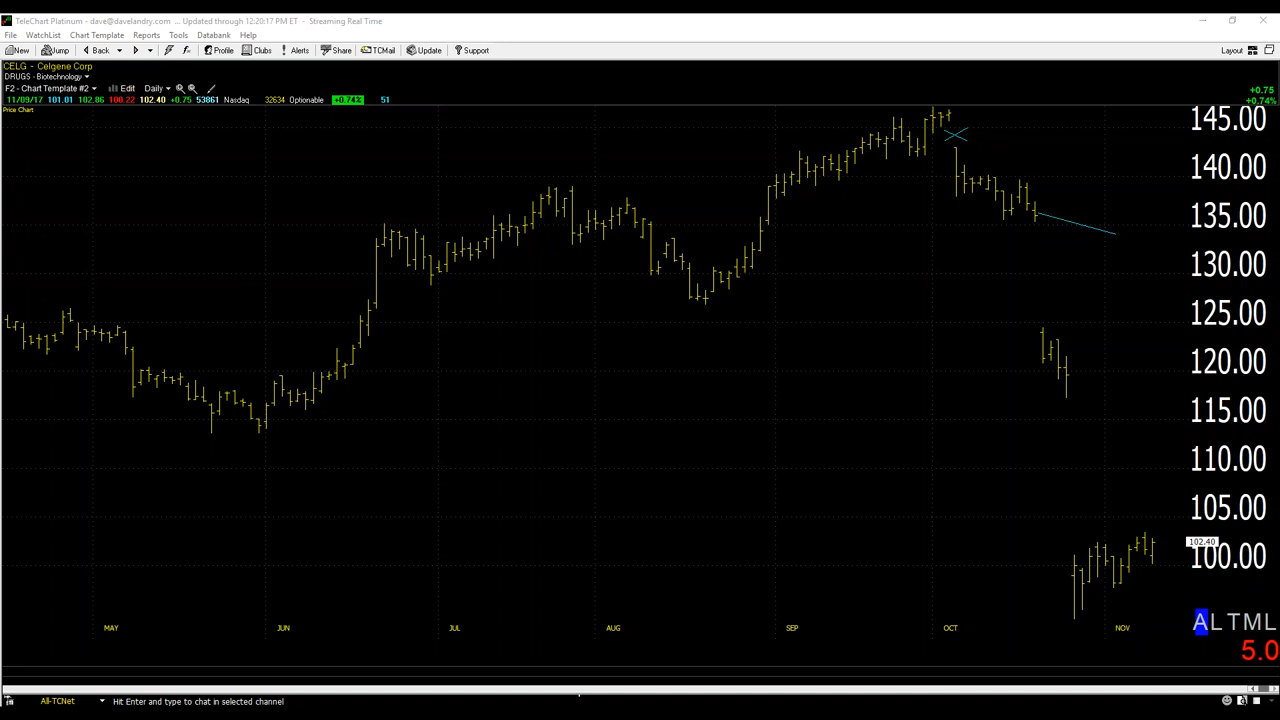 TeleChart Platinum - dave@davelandry.com ... Updated through 12:20:17 PM ET - Streaming Real Time
File WatchList Chart Template Reports Tools Databank Help
New Jump Back Profile Clubs Alerts Share TCMail Update Support Layout
CELG - Celgene Corp
DRUGS - Biotechnology
F2 - Chart Template #2 Edit Daily
11/09/17 101.01 102.86 100.22 102.40 +0.75 53861 Nasdaq 32634 Optionable +0.74% 51
+0.75
+0.74%
Price Chart
145.00
140.00
135.00
130.00
125.00
120.00
115.00
110.00
105.00
102.40
100.00
MAY JUN JUL AUG SEP OCT NOV
ALTML
5.0
All-TCNet Hit Enter and type to chat in selected channel